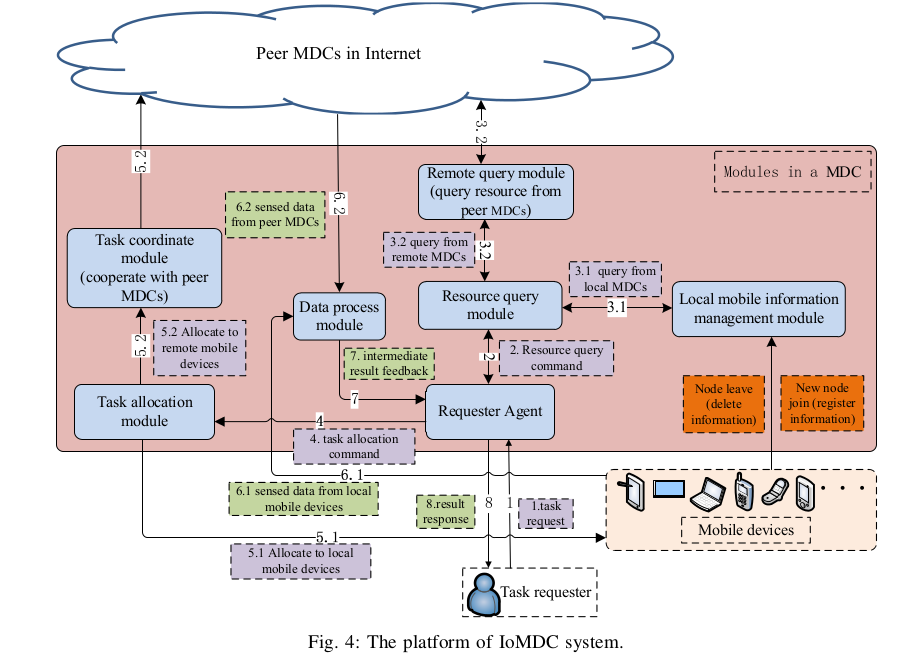 Peer MDCs in Internet
3.2
5.2
Modules in a MDC
Remote query module
(query resource from
peer MDCs)
6.2 sensed data
from peer MDCs
6.2
Task coordinate
module
(cooperate with peer
MDCs)
3.2 query from
remote MDCs
3.2
3.1 query from
local MDCs
Data process
module
Resource query
module
3.1
Local mobile information
management module
5.2
5.2 Allocate to
remote mobile
devices
7. intermediate
result feedback
2
2. Resource query
command
Task allocation
module
7
Requester Agent
Node leave
(delete
information)
New node
join (register
information)
4
4. task allocation
command
6.1
6.1 sensed data from local
mobile devices
8.result
response
8
1
1.task
request
Mobile devices
5.1
5.1 Allocate to local
mobile devices
Task requester
Fig. 4: The platform of IoMDC system.